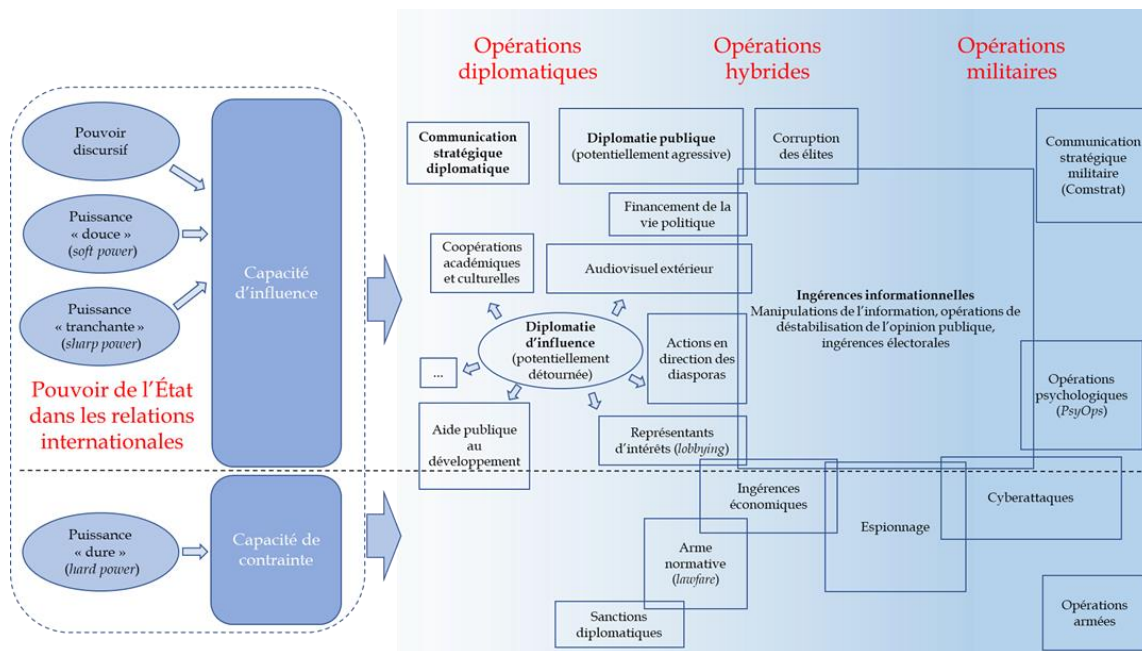 Opérations
diplomatiques
Opérations
hybrides
Opérations
militaires
Pouvoir
discursif
Puissance
« douce »
(soft power)
Puissance
« tranchante »
(sharp power)
Capacité
d’influence
Pouvoir de l’État
dans les relations
internationales
Puissance
« dure »
(hard power)
Capacité de
contrainte
Communication
stratégique
diplomatique
Diplomatie publique
(potentiellement agressive)
Corruption
des élites
Communication
stratégique
militaire
(Comstrat)
Financement de la
vie politique
Coopérations
académiques
et culturelles
Audiovisuel extérieur
Ingérences informationnelles
Manipulations de l’information, opérations de
déstabilisation de l’opinion publique,
ingérences électorales
Diplomatie
d’influence
(potentiellement
détournée)
Actions en
direction des
diasporas
...
Opérations
psychologiques
(PsyOps)
Aide publique
au
développement
Représentants
d’intérêts (lobbying)
Ingérences
économiques
Espionnage
Cyberattaques
Arme
normative
(lawfare)
Sanctions
diplomatiques
Opérations
armées